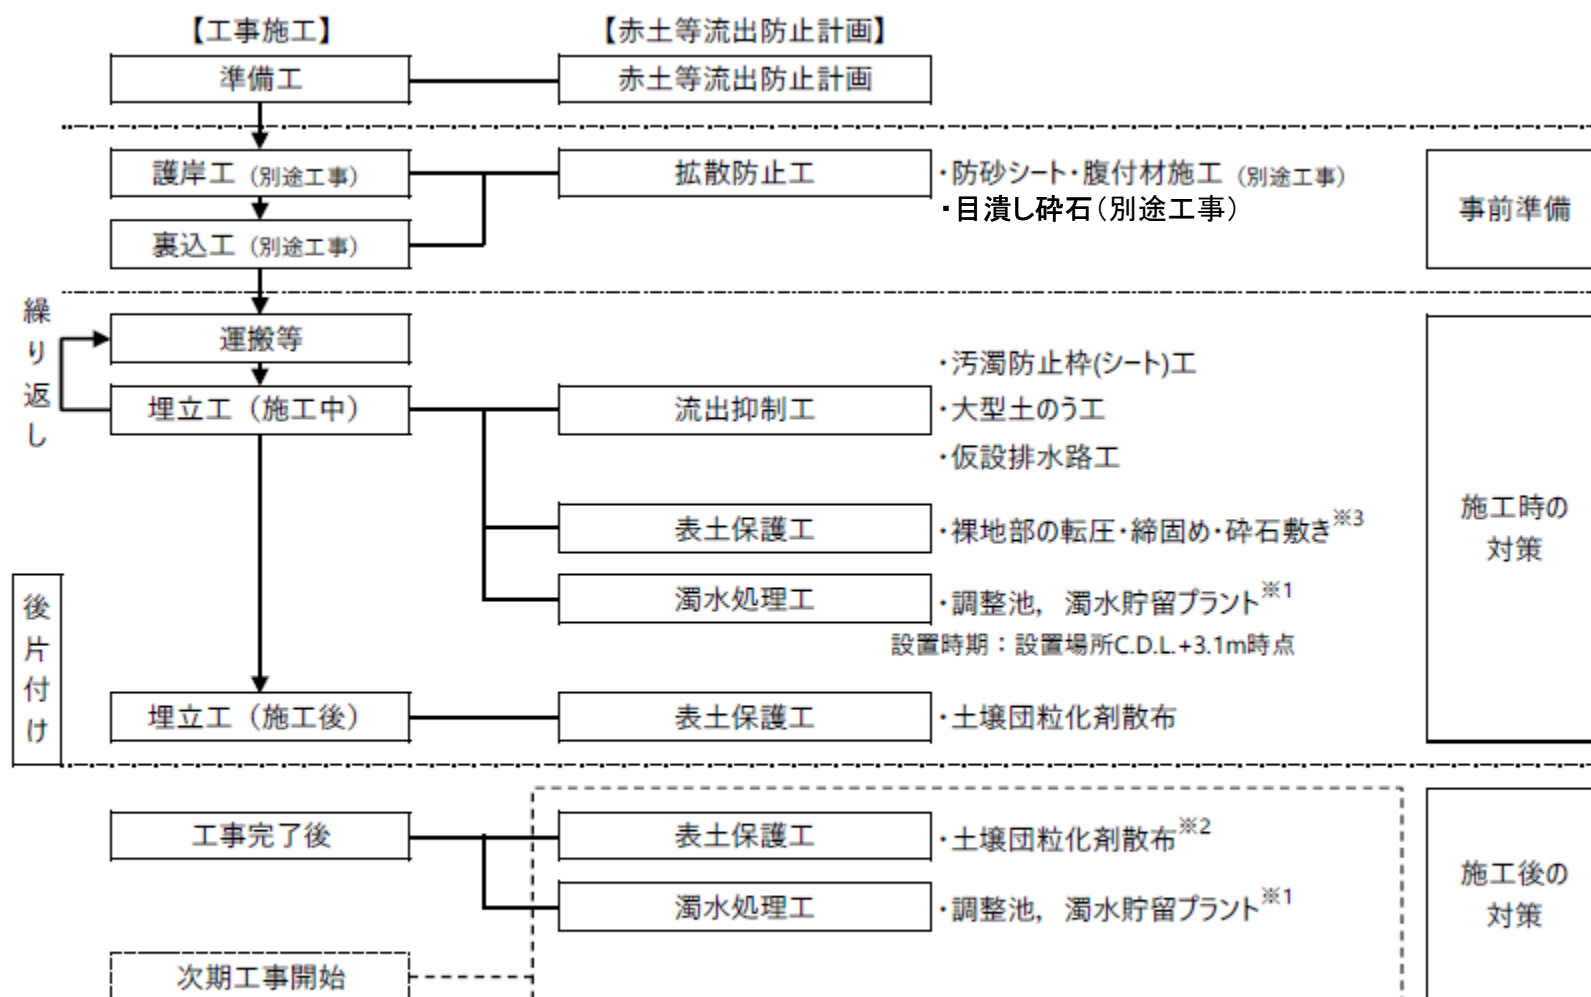 【工事施工】 【赤土等流出防止計画】
準備工 赤土等流出防止計画
護岸工（別途工事） 拡散防止工 ・防砂シート・腹付材施工（別途工事）
・目潰し砕石（別途工事）
事前準備
裏込工（別途工事）
繰り返し
運搬等
・汚濁防止枠(シート)工
埋立工（施工中） 流出抑制工 ・大型土のう工
・仮設排水路工
表土保護工 ・裸地部の転圧・締固め・砕石敷き※3
施工時の
対策
濁水処理工 ・調整池，濁水貯留プラント※1
設置時期：設置場所C.D.L.+3.1m時点
後片付け
埋立工（施工後） 表土保護工 ・土壌団粒化剤散布
工事完了後 表土保護工 ・土壌団粒化剤散布※2
施工後の
対策
濁水処理工 ・調整池，濁水貯留プラント※1
次期工事開始